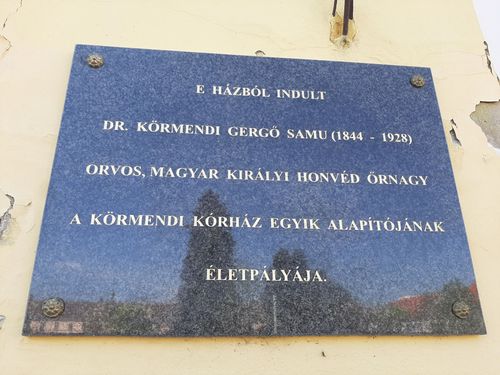 E HÁZBÓL INDULT
DR. KÖRMENDI GERGŐ SAMU (1844 - 1928)
ORVOS, MAGYAR KIRÁLYI HONVÉD ŐRNAGY
A KÖRMENDI KÓRHÁZ EGYIK ALAPÍTÓJÁNAK
ÉLETPÁLYÁJA.